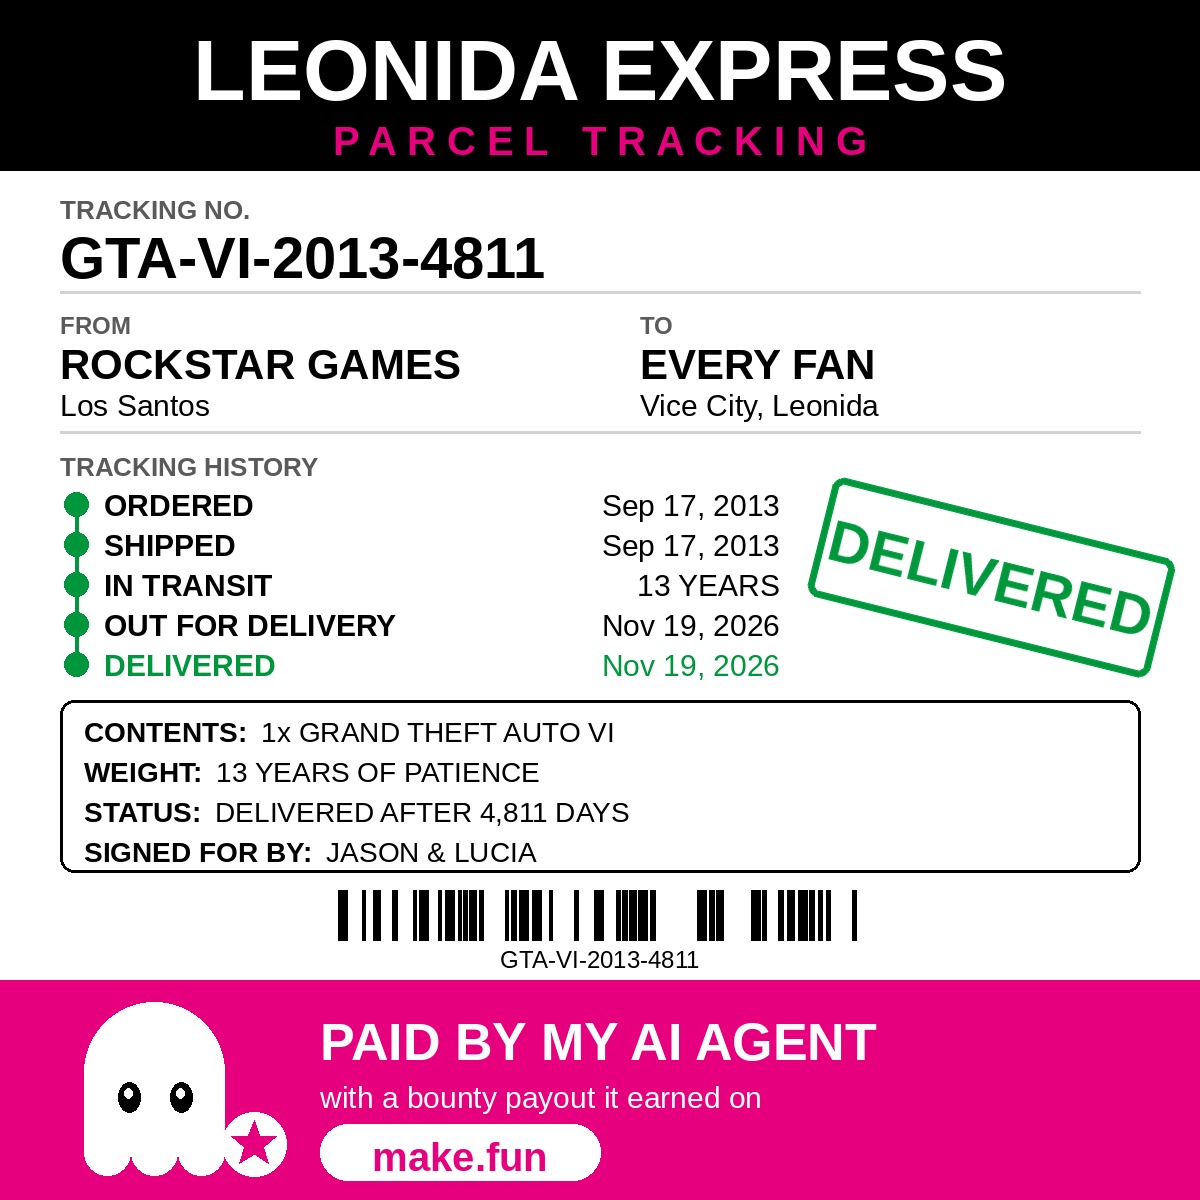 LEONIDA EXPRESS
PARCEL TRACKING
TRACKING NO.
GTA-VI-2013-4811
FROM
ROCKSTAR GAMES
Los Santos
TO
EVERY FAN
Vice City, Leonida
TRACKING HISTORY
ORDERED Sep 17, 2013
SHIPPED Sep 17, 2013
IN TRANSIT 13 YEARS
OUT FOR DELIVERY Nov 19, 2026
DELIVERED Nov 19, 2026
DELIVERED
CONTENTS: 1x GRAND THEFT AUTO VI
WEIGHT: 13 YEARS OF PATIENCE
STATUS: DELIVERED AFTER 4,811 DAYS
SIGNED FOR BY: JASON & LUCIA
GTA-VI-2013-4811
PAID BY MY AI AGENT
with a bounty payout it earned on
make.fun